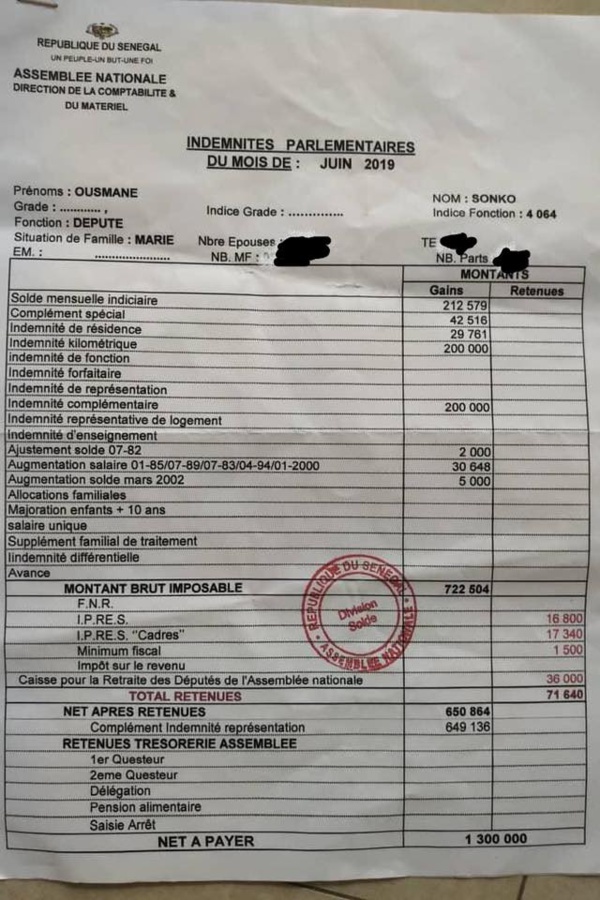 REPUBLIQUE DU SENEGAL
UN PEUPLE-UN BUT-UNE FOI
ASSEMBLEE NATIONALE
DIRECTION DE LA COMPTABILITE &
DU MATERIEL
INDEMNITES PARLEMENTAIRES
DU MOIS DE : JUIN 2019
Prénoms : OUSMANE NOM : SONKO
Grade : ............ , Indice Grade : .............. Indice Fonction : 4 064
Fonction : DEPUTE
Situation de Famille : MARIE Nbre Epouses : TE
EM. : ...................... NB. MF : NB. Parts
MONTANTS
Gains Retenues
Solde mensuelle indiciaire 212 579
Complément spécial 42 516
Indemnité de résidence 29 761
Indemnité kilométrique 200 000
indemnité de fonction
Indemnité forfaitaire
Indemnité de représentation
Indemnité complémentaire 200 000
Indemnité représentative de logement
Indemnité d'enseignement
Ajustement solde 07-82 2 000
Augmentation salaire 01-85/07-89/07-83/04-94/01-2000 30 648
Augmentation solde mars 2002 5 000
Allocations familiales
Majoration enfants + 10 ans
salaire unique
Supplément familial de traitement
Iindemnité différentielle
Avance
MONTANT BRUT IMPOSABLE 722 504
F.N.R.
I.P.RE.S. 16 800
I.P.RE.S. "Cadres" 17 340
Minimum fiscal 1 500
Impôt sur le revenu
Caisse pour la Retraite des Députés de l'Assemblée nationale 36 000
TOTAL RETENUES 71 640
NET APRES RETENUES 650 864
Complément Indemnité représentation 649 136
RETENUES TRESORERIE ASSEMBLEE
1er Questeur
2eme Questeur
Délégation
Pension alimentaire
Saisie Arrêt
NET A PAYER 1 300 000
REPUBLIQUE DU SENEGAL
Division
Solde
ASSEMBLEE NATIONALE